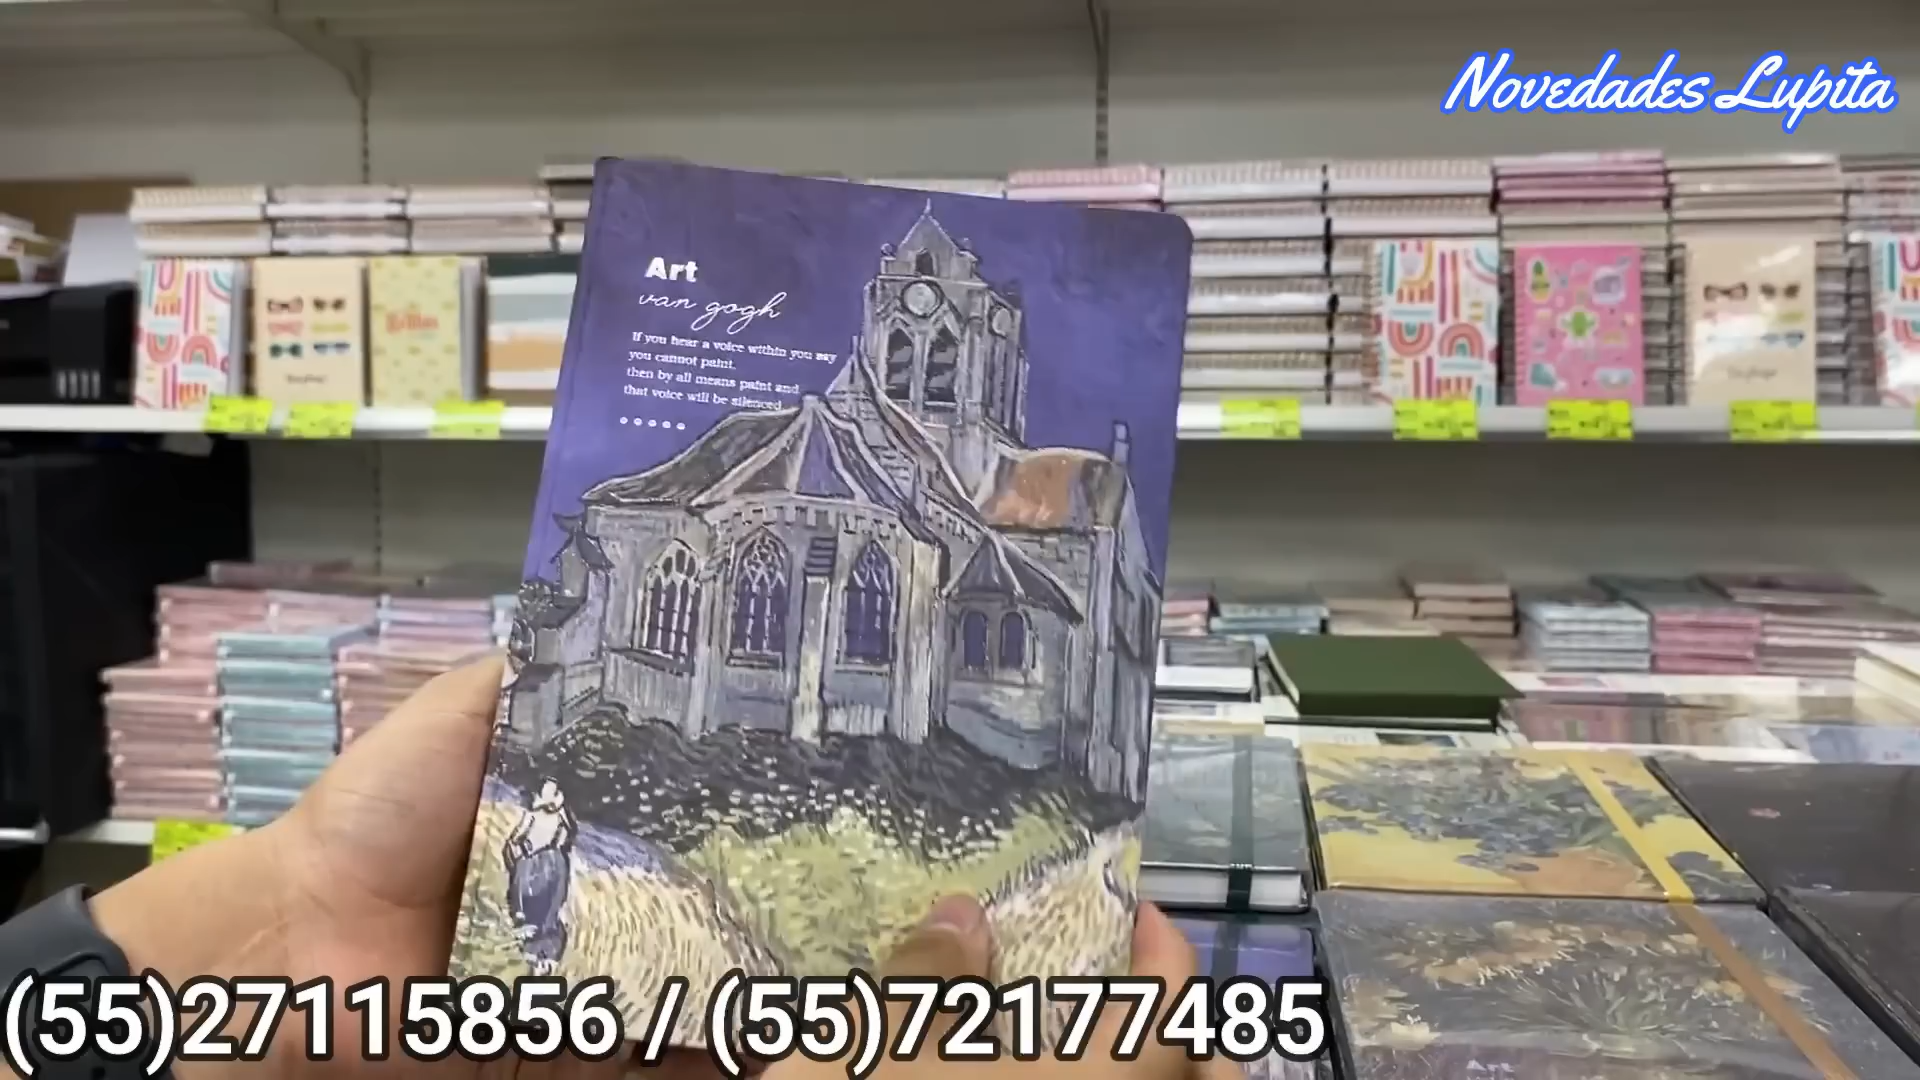 Novedades Lupita
Art
van gogh
If you hear a voice within you say
you cannot paint,
then by all means paint and
that voice will be silenced
(55)27115856 / (55)72177485
Art